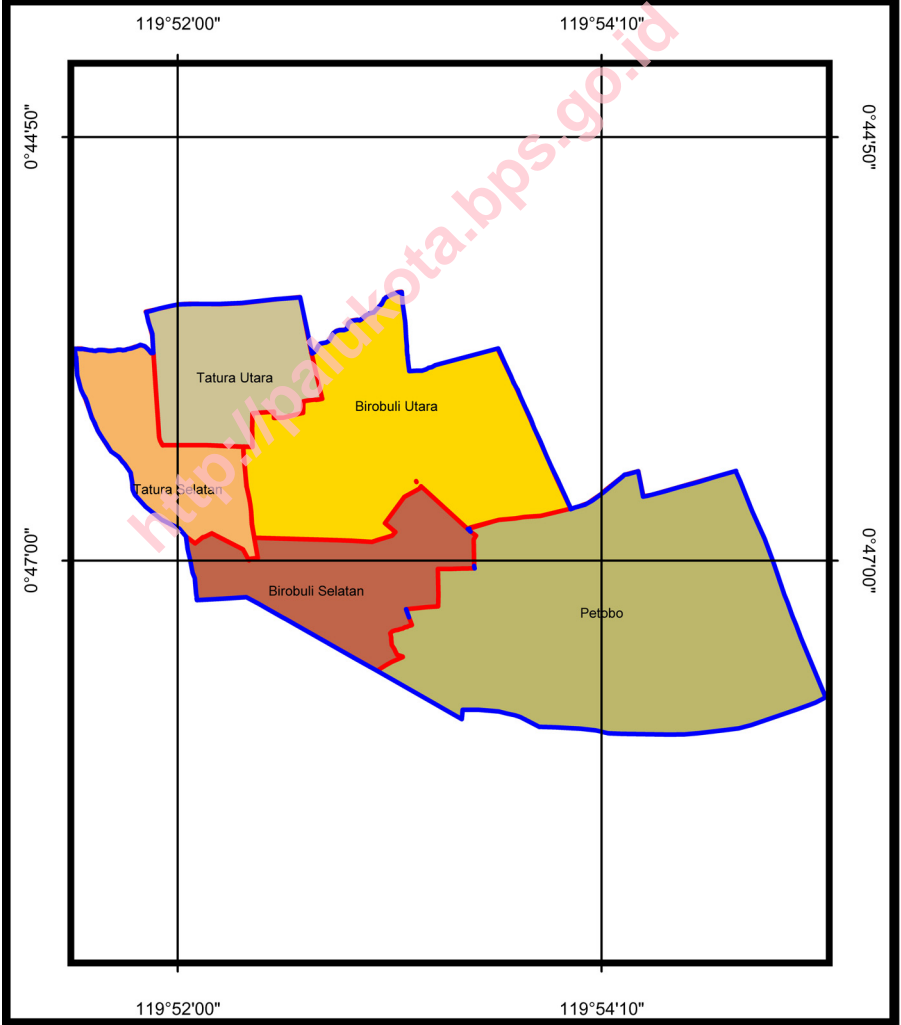 119°52'00"
119°54'10"
0°44'50"
0°44'50"
http://palukota.bps.go.id
Tatura Utara
Birobuli Utara
Tatura Selatan
0°47'00"
0°47'00"
Birobuli Selatan
Petobo
119°52'00"
119°54'10"